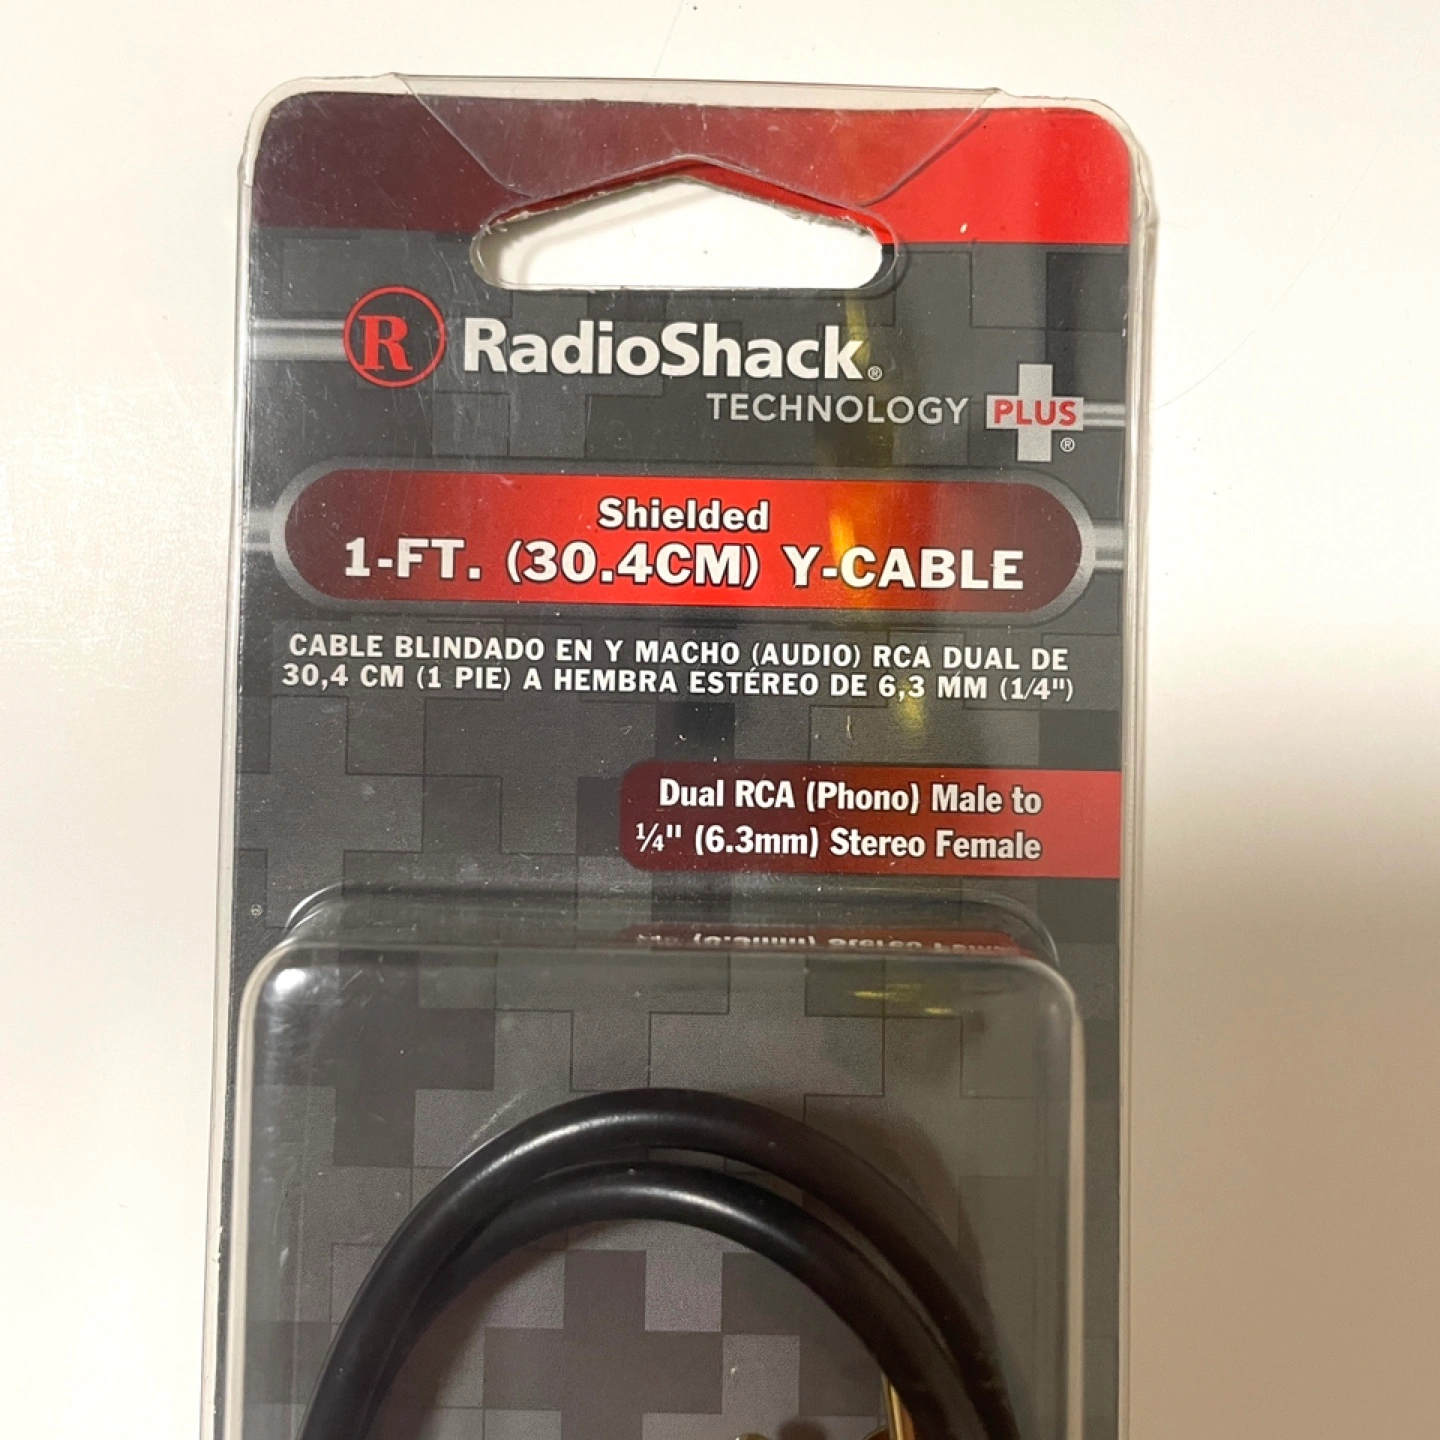 R RadioShack®
TECHNOLOGY PLUS®
Shielded
1-FT. (30.4CM) Y-CABLE
CABLE BLINDADO EN Y MACHO (AUDIO) RCA DUAL DE
30,4 CM (1 PIE) A HEMBRA ESTÉREO DE 6,3 MM (1/4")
Dual RCA (Phono) Male to
¼" (6.3mm) Stereo Female